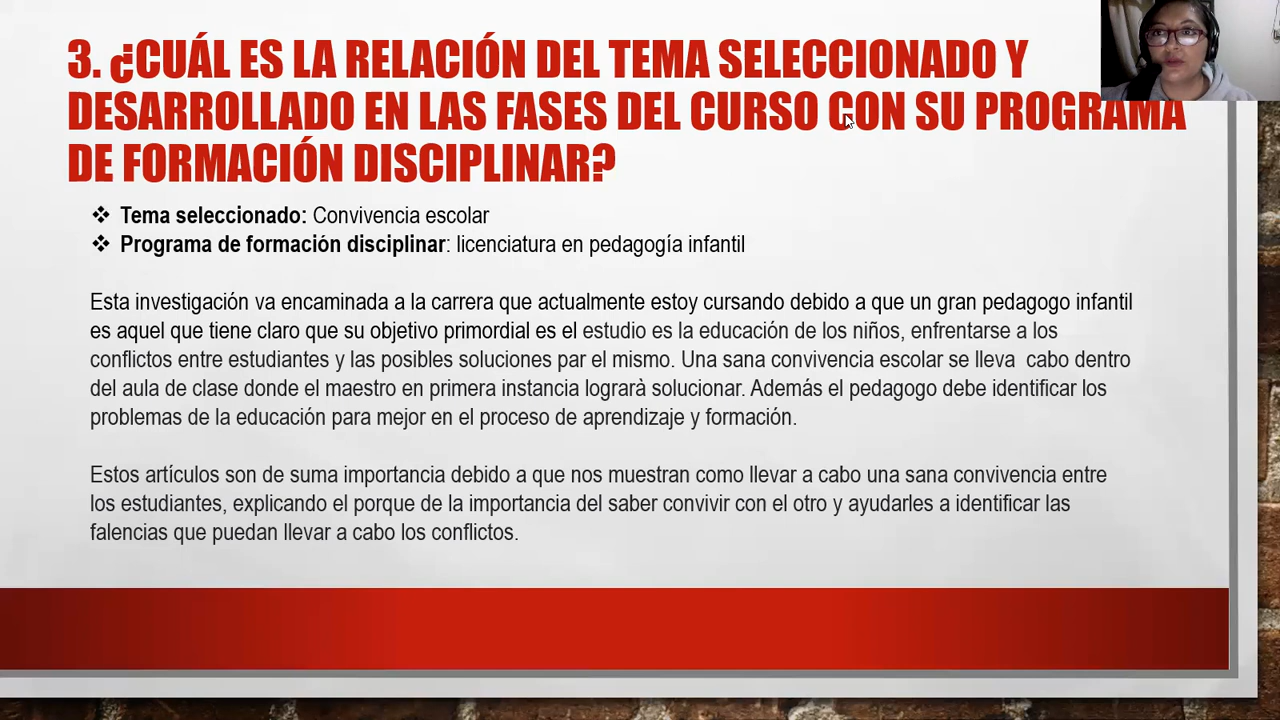 3. ¿CUÁL ES LA RELACIÓN DEL TEMA SELECCIONADO Y
DESARROLLADO EN LAS FASES DEL CURSO CON SU PROGRAMA
DE FORMACIÓN DISCIPLINAR?
❖ Tema seleccionado: Convivencia escolar
❖ Programa de formación disciplinar: licenciatura en pedagogía infantil
Esta investigación va encaminada a la carrera que actualmente estoy cursando debido a que un gran pedagogo infantil
es aquel que tiene claro que su objetivo primordial es el estudio es la educación de los niños, enfrentarse a los
conflictos entre estudiantes y las posibles soluciones par el mismo. Una sana convivencia escolar se lleva  cabo dentro
del aula de clase donde el maestro en primera instancia lograrà solucionar. Además el pedagogo debe identificar los
problemas de la educación para mejor en el proceso de aprendizaje y formación.
Estos artículos son de suma importancia debido a que nos muestran como llevar a cabo una sana convivencia entre
los estudiantes, explicando el porque de la importancia del saber convivir con el otro y ayudarles a identificar las
falencias que puedan llevar a cabo los conflictos.